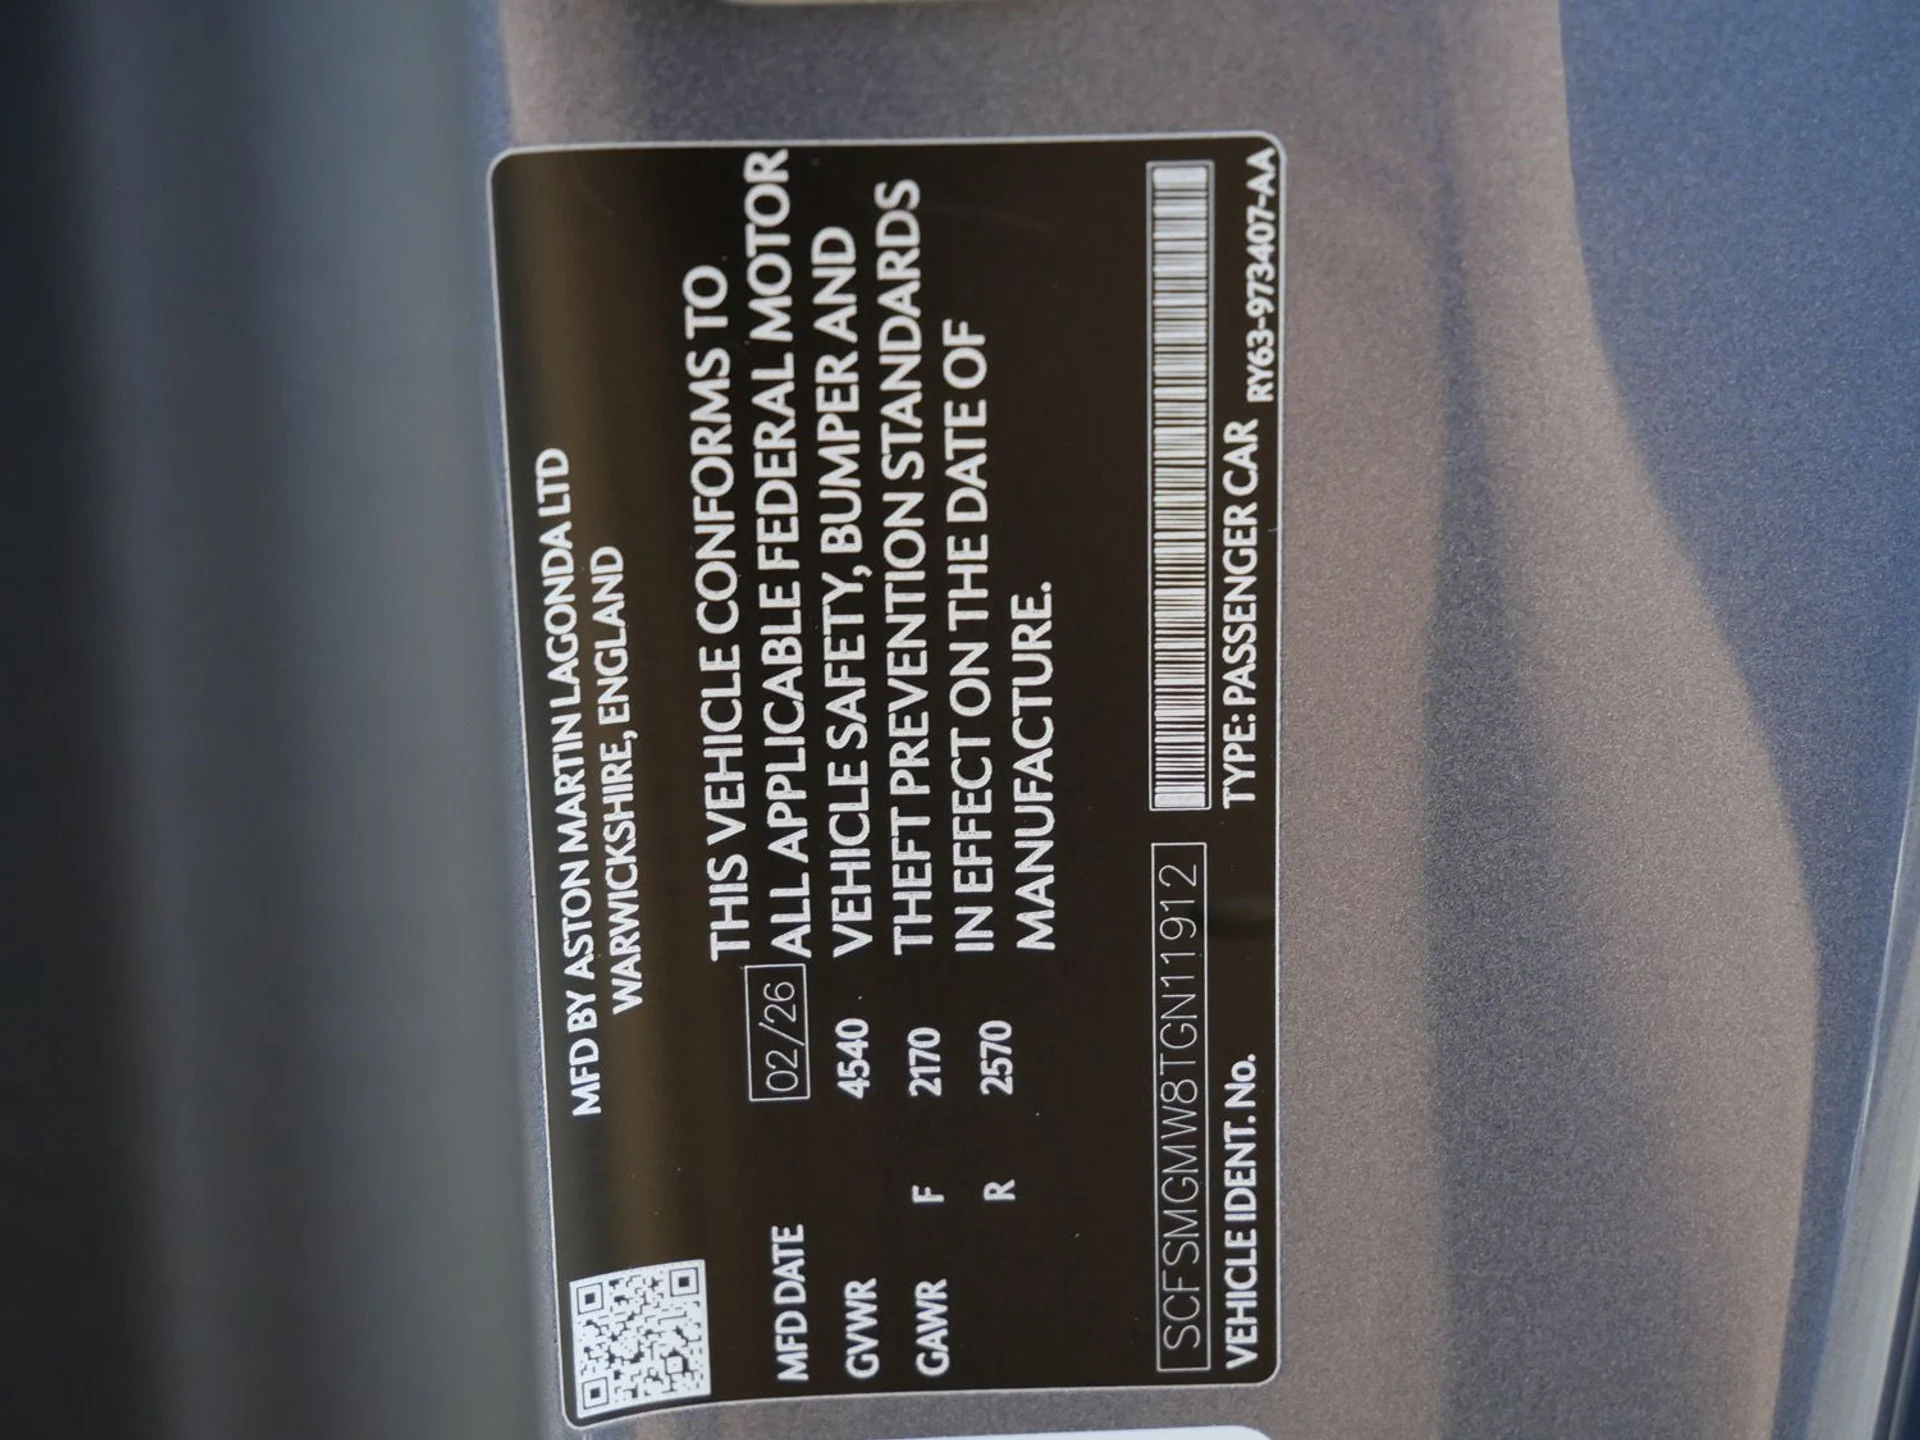 MFD BY ASTON MARTIN LAGONDA LTD
WARWICKSHIRE, ENGLAND
THIS VEHICLE CONFORMS TO
MFD DATE 02/26 ALL APPLICABLE FEDERAL MOTOR
GVWR 4540 VEHICLE SAFETY, BUMPER AND
GAWR F 2170 THEFT PREVENTION STANDARDS
R 2570 IN EFFECT ON THE DATE OF
MANUFACTURE.
SCFSMGMW8TGN11912
VEHICLE IDENT. No. TYPE: PASSENGER CAR RY63-973407-AA